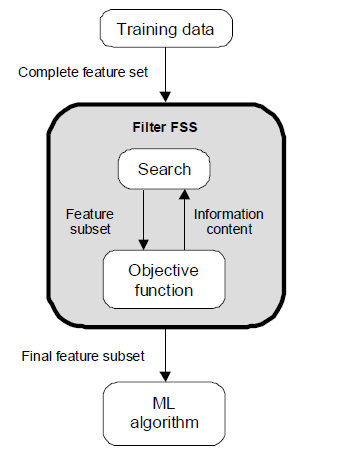 Training data
Complete feature set
Filter FSS
Search
Feature
subset
Information
content
Objective
function
Final feature subset
ML
algorithm